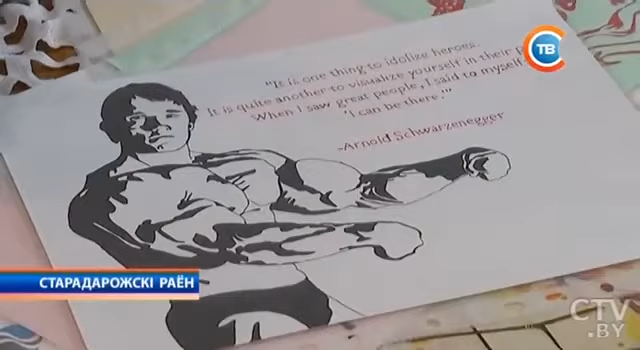 "It is one thing to idolize heroes.
It is quite another to visualize yourself in their
When I saw great people, I said to myself
'I can be there.'"
-Arnold Schwarzenegger
СТВ
СТАРАДАРОЖСКІ РАЁН
CTV
.BY